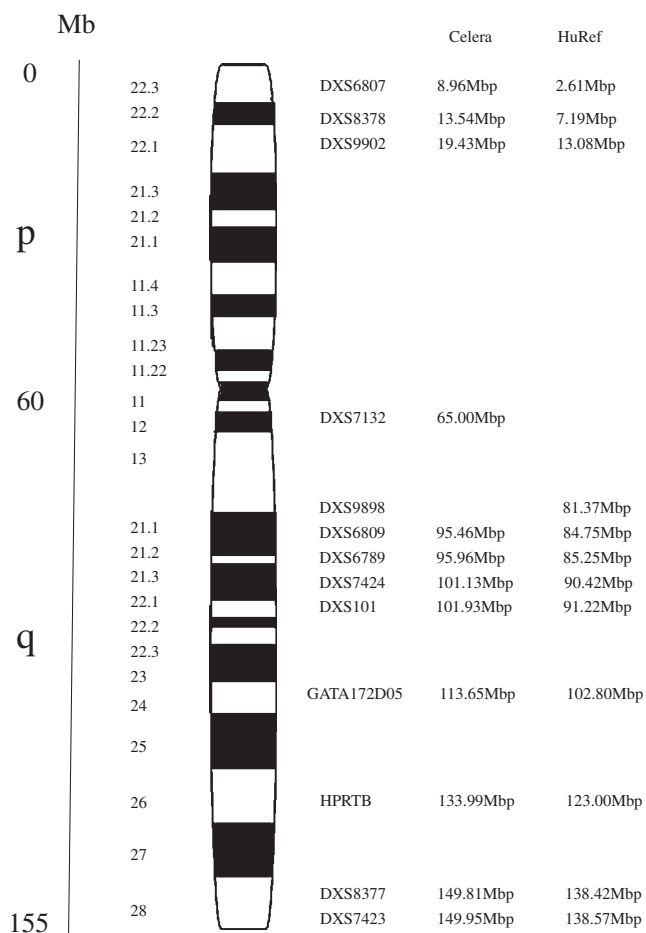 Mb
Celera HuRef
0
22.3 DXS6807 8.96Mbp 2.61Mbp
22.2 DXS8378 13.54Mbp 7.19Mbp
22.1 DXS9902 19.43Mbp 13.08Mbp
21.3
21.2
p
21.1
11.4
11.3
11.23
11.22
60
11
12 DXS7132 65.00Mbp
13
DXS9898 81.37Mbp
21.1 DXS6809 95.46Mbp 84.75Mbp
21.2 DXS6789 95.96Mbp 85.25Mbp
21.3 DXS7424 101.13Mbp 90.42Mbp
22.1 DXS101 101.93Mbp 91.22Mbp
22.2
q
22.3
23
24 GATA172D05 113.65Mbp 102.80Mbp
25
26 HPRTB 133.99Mbp 123.00Mbp
27
DXS8377 149.81Mbp 138.42Mbp
28
155 DXS7423 149.95Mbp 138.57Mbp